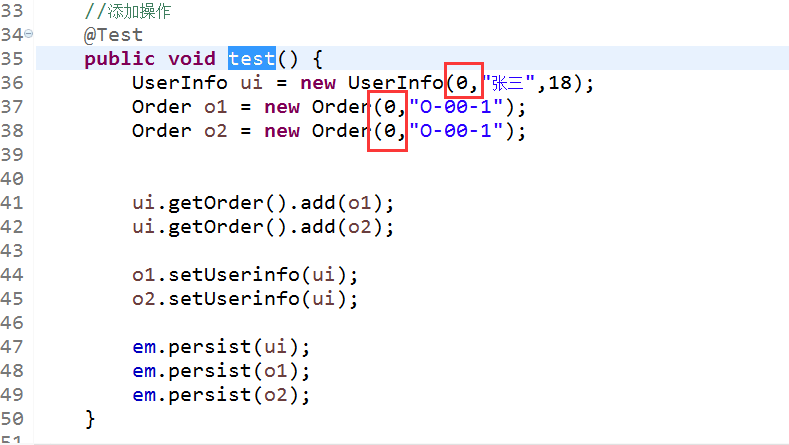 33 //添加操作
34 @Test
35 public void test() {
36 UserInfo ui = new UserInfo(0,"张三",18);
37 Order o1 = new Order(0,"O-00-1");
38 Order o2 = new Order(0,"O-00-1");
39
40
41 ui.getOrder().add(o1);
42 ui.getOrder().add(o2);
43
44 o1.setUserinfo(ui);
45 o2.setUserinfo(ui);
46
47 em.persist(ui);
48 em.persist(o1);
49 em.persist(o2);
50 }
51